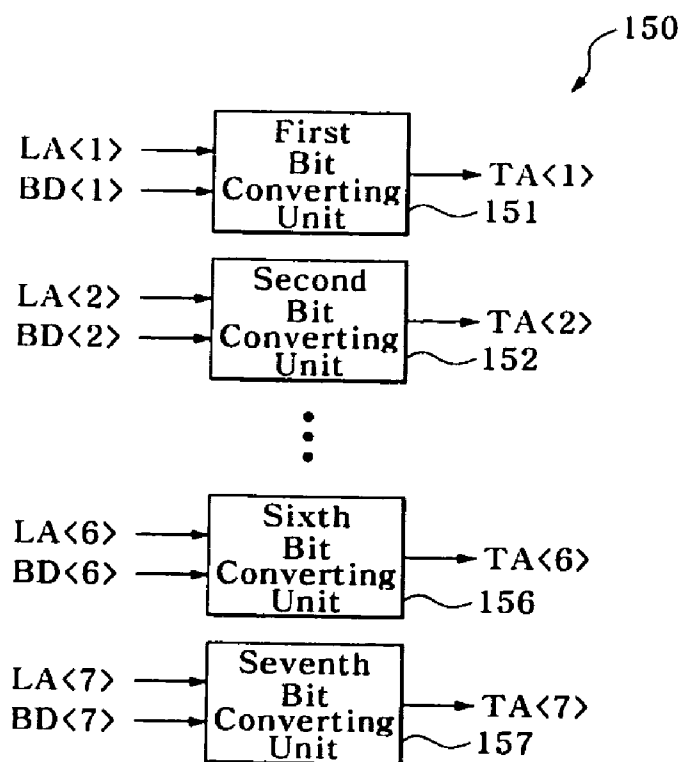 150
LA<1>
BD<1>
First
Bit
Converting
Unit
TA<1>
151
LA<2>
BD<2>
Second
Bit
Converting
Unit
TA<2>
152
LA<6>
BD<6>
Sixth
Bit
Converting
Unit
TA<6>
156
LA<7>
BD<7>
Seventh
Bit
Converting
Unit
TA<7>
157